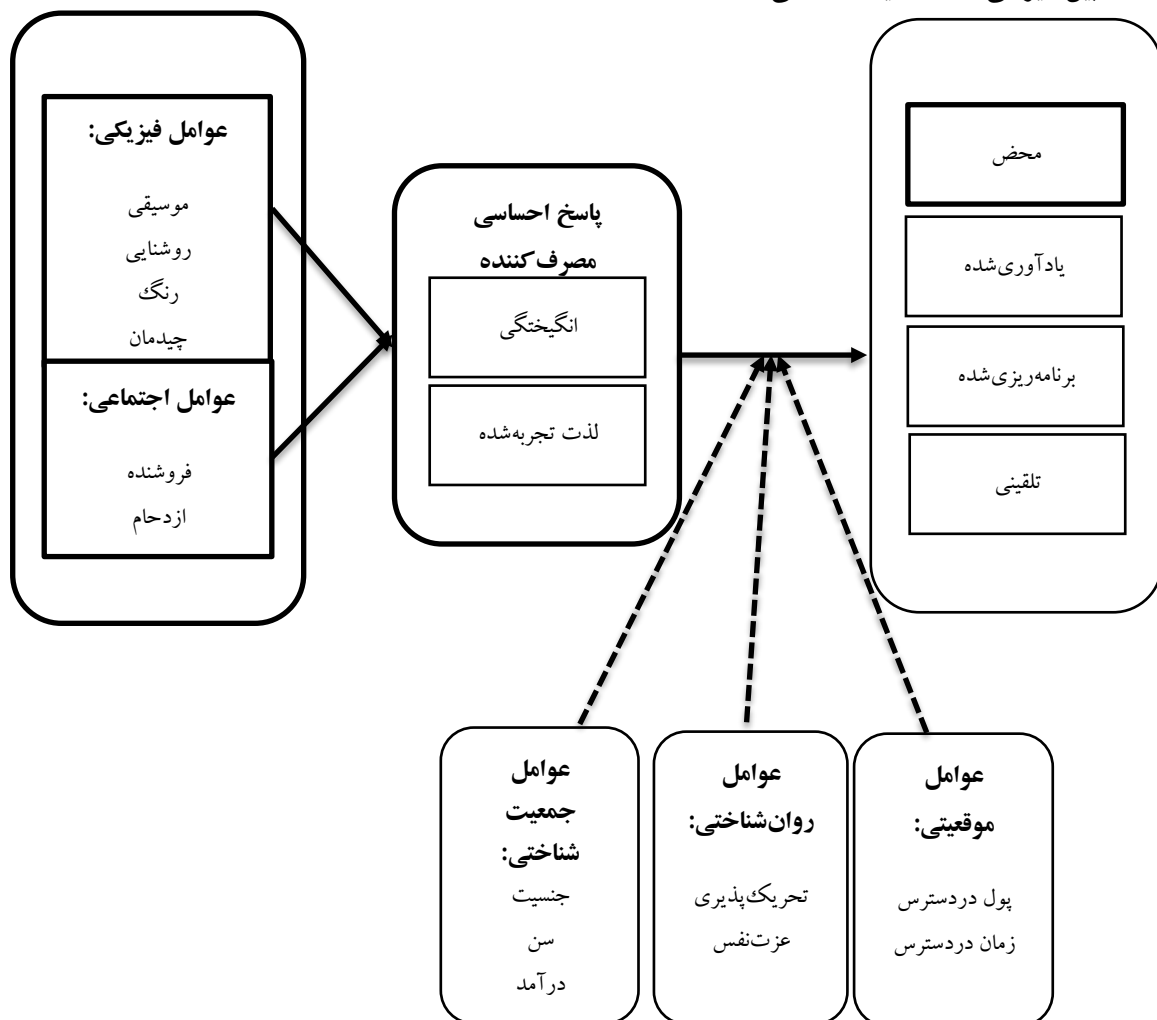 عوامل فیزیکی:
موسیقی
روشنایی
رنگ
چیدمان
عوامل اجتماعی:
فروشنده
ازدحام
پاسخ احساسی
مصرف‌کننده
انگیختگی
لذت تجربه‌شده
محض
یادآوری‌شده
برنامه‌ریزی‌شده
تلقینی
عوامل
جمعیت
شناختی:
جنسیت
سن
درآمد
عوامل
روان‌شناختی:
تحریک‌پذیری
عزت‌نفس
عوامل
موقعیتی:
پول دردسترس
زمان دردسترس